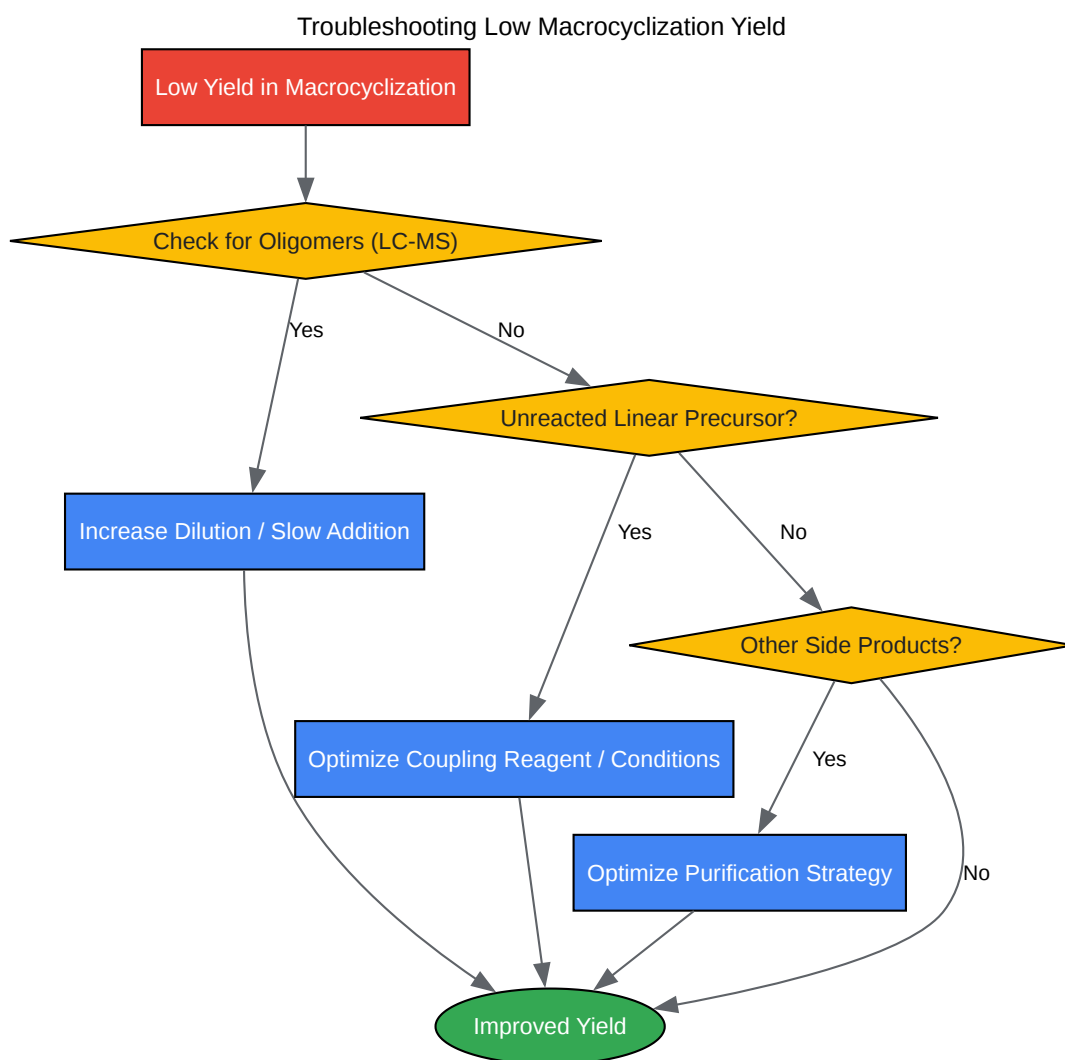 Troubleshooting Low Macrocyclization Yield
Low Yield in Macrocyclization
Check for Oligomers (LC-MS)
Yes
No
Unreacted Linear Precursor?
Increase Dilution / Slow Addition
Yes
No
Other Side Products?
Optimize Coupling Reagent / Conditions
Yes
Optimize Purification Strategy
No
Improved Yield